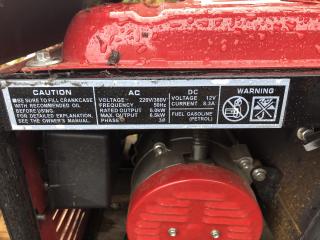 CAUTION
BE SURE TO FILL CRANKCASE
WITH RECOMMENDED OIL
BEFORE USING.
FOR DETAILED EXPLANATION,
SEE THE OWNER'S MANUAL.
AC
VOLTAGE 220V/380V
FREQUENCY 50Hz
RATED OUTPUT 6.0kW
MAX. OUTPUT 6.5kW
PHASE 3Ø
DC
VOLTAGE 12V
CURRENT 8.3A
FUEL GASOLINE
(PETROL)
WARNING